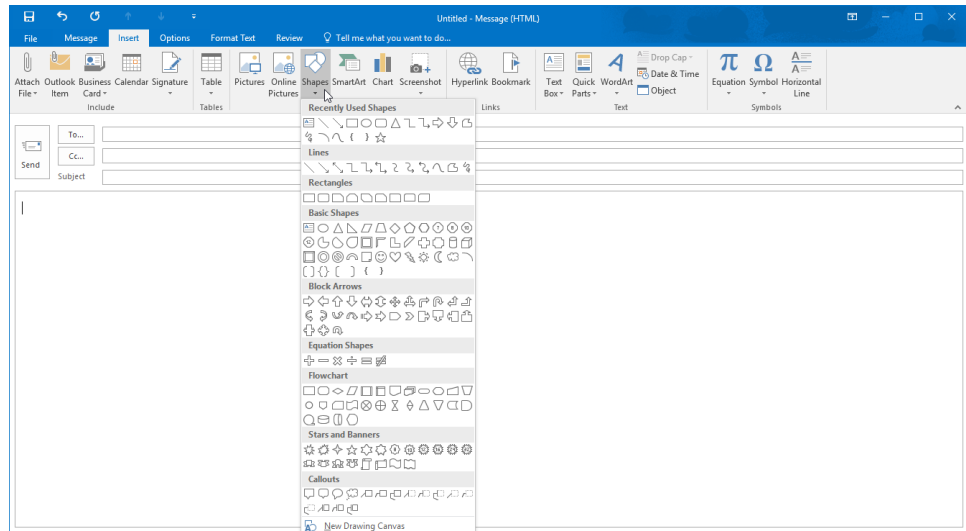 Untitled - Message (HTML)
File Message Insert Options Format Text Review Tell me what you want to do...
Attach File Outlook Item Business Card Calendar Signature Table Pictures Online Pictures Shapes SmartArt Chart Screenshot Hyperlink Bookmark Text Box Quick Parts WordArt Drop Cap Date & Time Object Equation Symbol Horizontal Line
Include Tables Links Text Symbols
Recently Used Shapes
To...
Cc...
Send
Subject
Lines
Rectangles
Basic Shapes
Block Arrows
Equation Shapes
Flowchart
Stars and Banners
Callouts
New Drawing Canvas